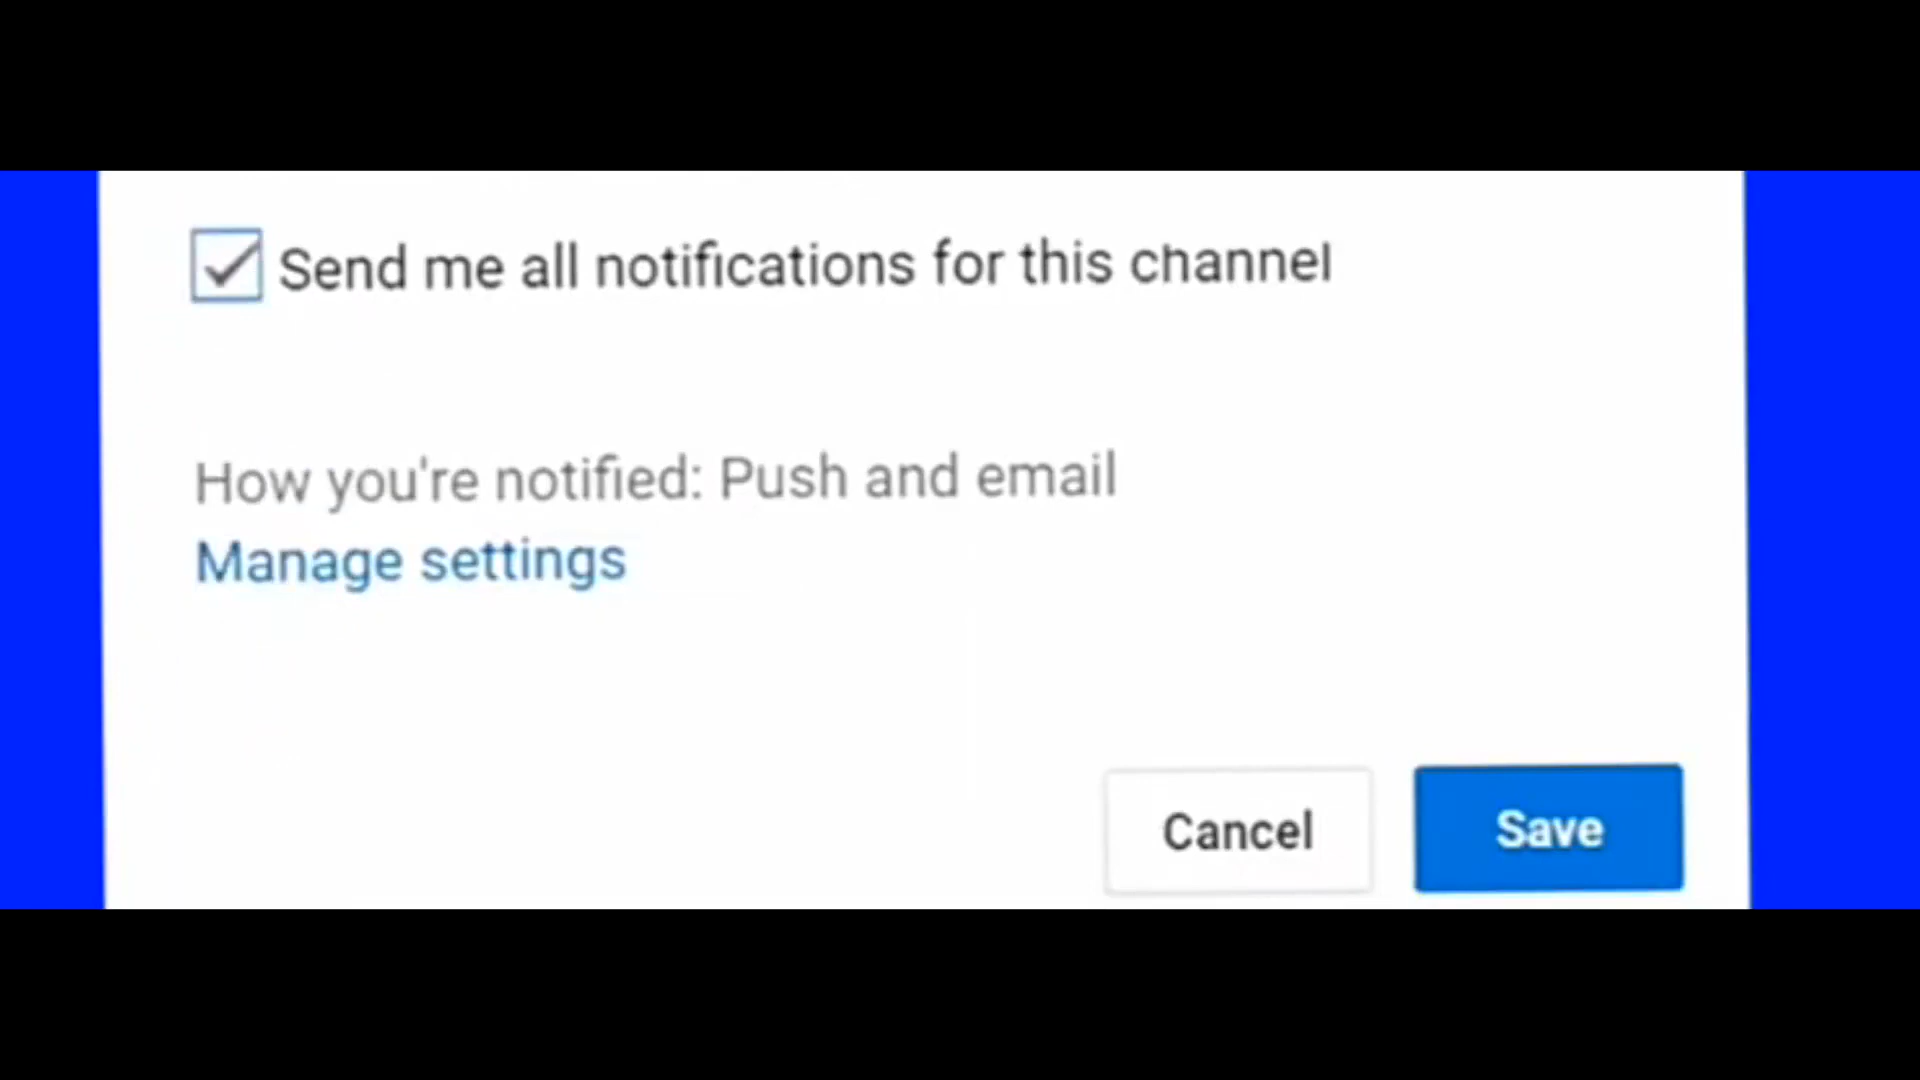 Send me all notifications for this channel
How you're notified: Push and email
Manage settings
Cancel
Save